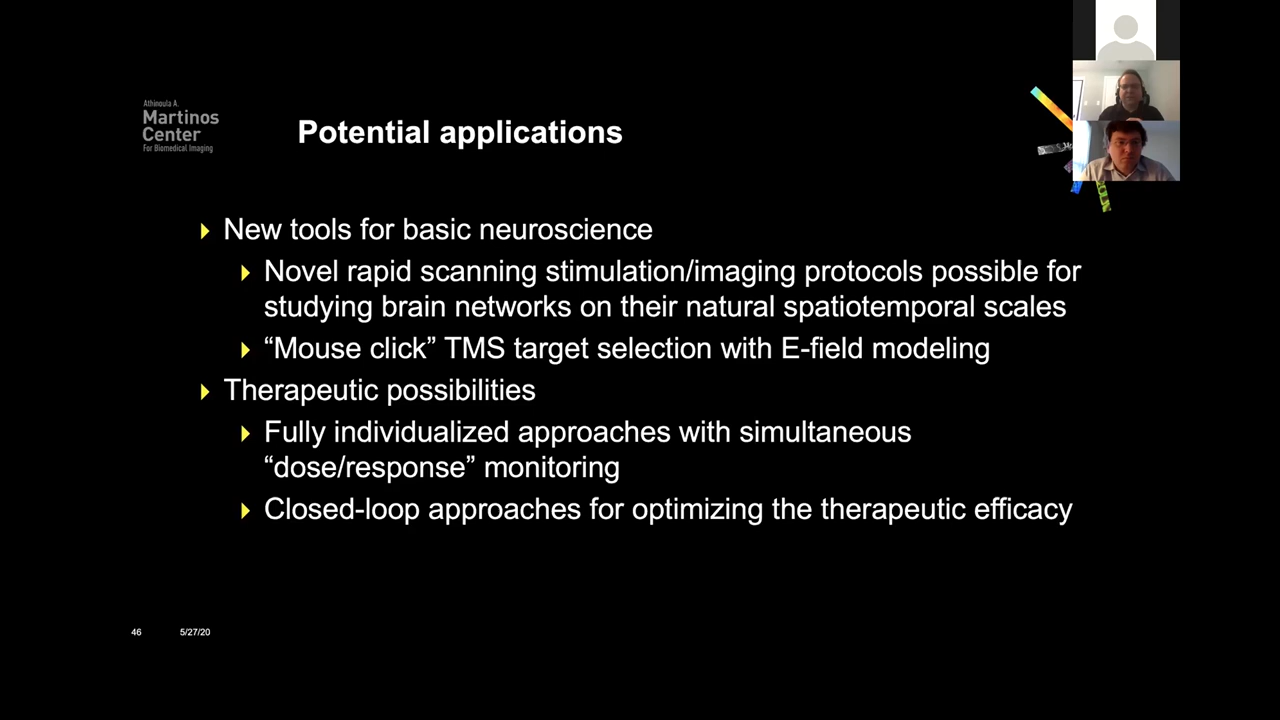 Athinoula A.
Martinos
Center
For Biomedical Imaging
Potential applications
New tools for basic neuroscience
Novel rapid scanning stimulation/imaging protocols possible for
studying brain networks on their natural spatiotemporal scales
“Mouse click” TMS target selection with E-field modeling
Therapeutic possibilities
Fully individualized approaches with simultaneous
“dose/response” monitoring
Closed-loop approaches for optimizing the therapeutic efficacy
46
5/27/20